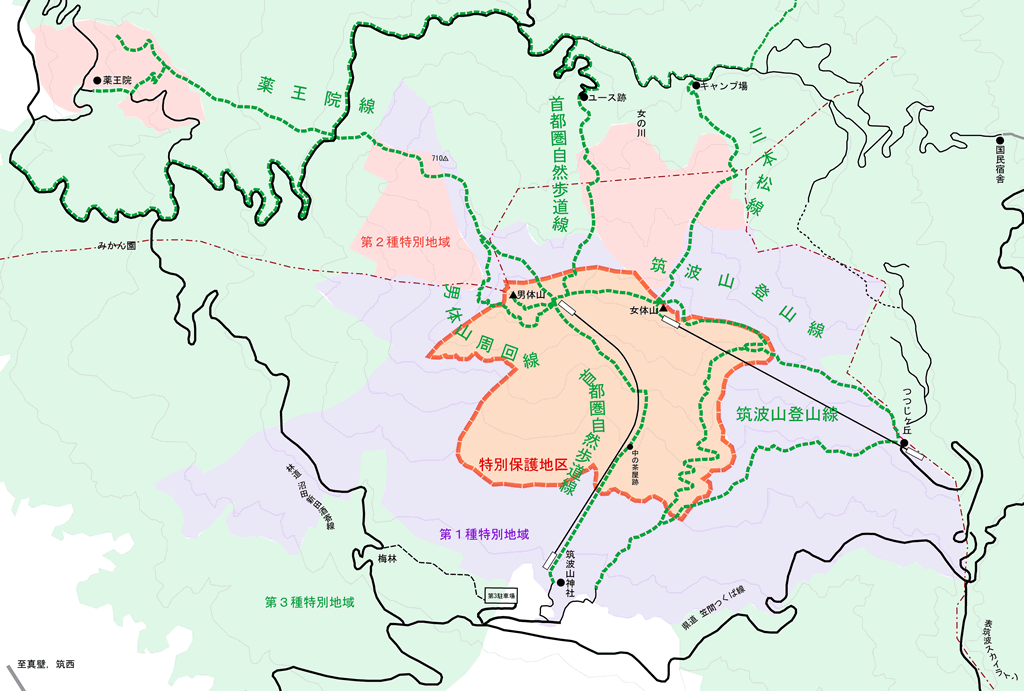 薬王院
薬王院線
ユース跡
キャンプ場
女の川
首都圏自然歩道線
三本松線
国民宿舎
710△
第２種特別地域
みかん園
筑波山登山線
男体山
女体山
男体山周回線
首都圏自然歩道線
筑波山登山線
つつじヶ丘
中の茶屋跡
特別保護地区
林道 沼田新田酒寄線
第１種特別地域
梅林
筑波山神社
第3駐車場
第３種特別地域
県道 笠間つくば線
表筑波スカイライン
至真壁，筑西